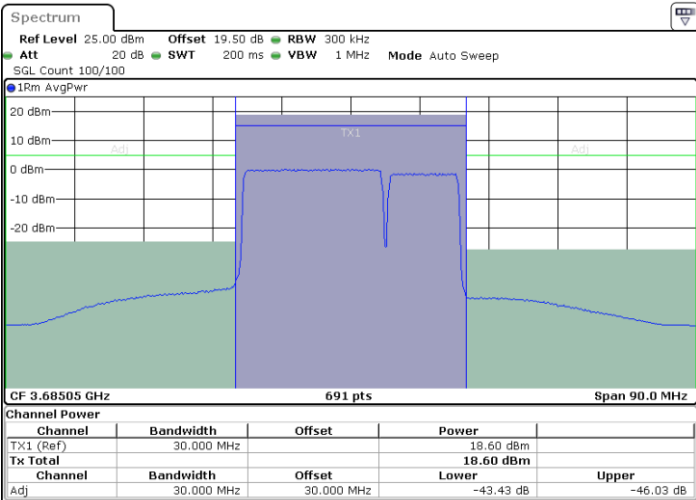 Spectrum
Ref Level 25.00 dBm Offset 19.50 dB RBW 300 kHz
Att 20 dB SWT 200 ms VBW 1 MHz Mode Auto Sweep
SGL Count 100/100
1Rm AvgPwr
20 dBm
TX1
10 dBm
Adj Adj
0 dBm
-10 dBm
-20 dBm
CF 3.68505 GHz 691 pts Span 90.0 MHz
Channel Power
Channel Bandwidth Offset Power
TX1 (Ref) 30.000 MHz 18.60 dBm
Tx Total 18.60 dBm
Channel Bandwidth Offset Lower Upper
Adj 30.000 MHz 30.000 MHz -43.43 dB -46.03 dB